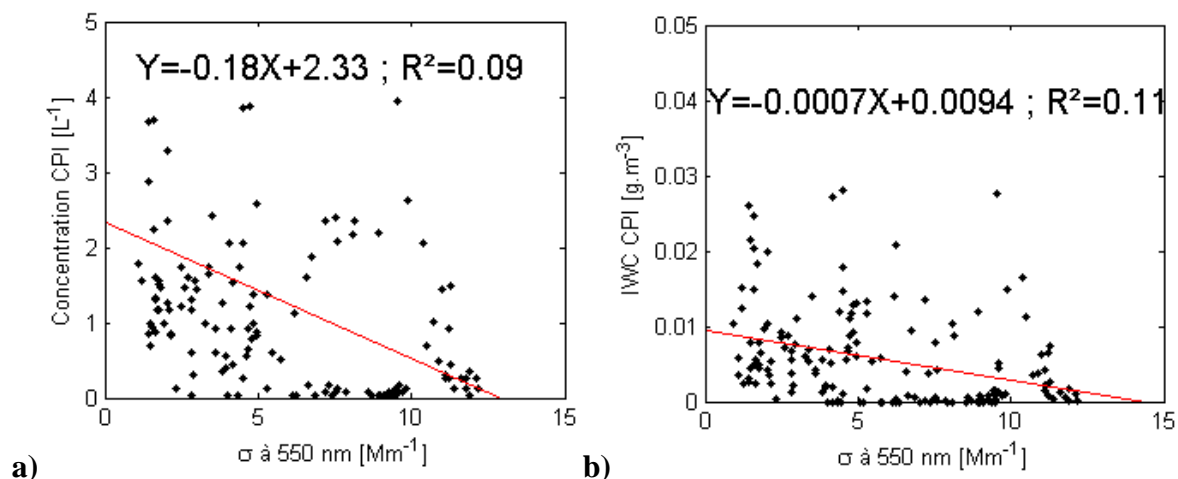 Y=-0.18X+2.33 ; R²=0.09
Concentration CPI [L⁻¹]
5
4
3
2
1
0
0 5 10 15
σ à 550 nm [Mm⁻¹]
a)
Y=-0.0007X+0.0094 ; R²=0.11
IWC CPI [g.m⁻³]
0.05
0.04
0.03
0.02
0.01
0
0 5 10 15
σ à 550 nm [Mm⁻¹]
b)